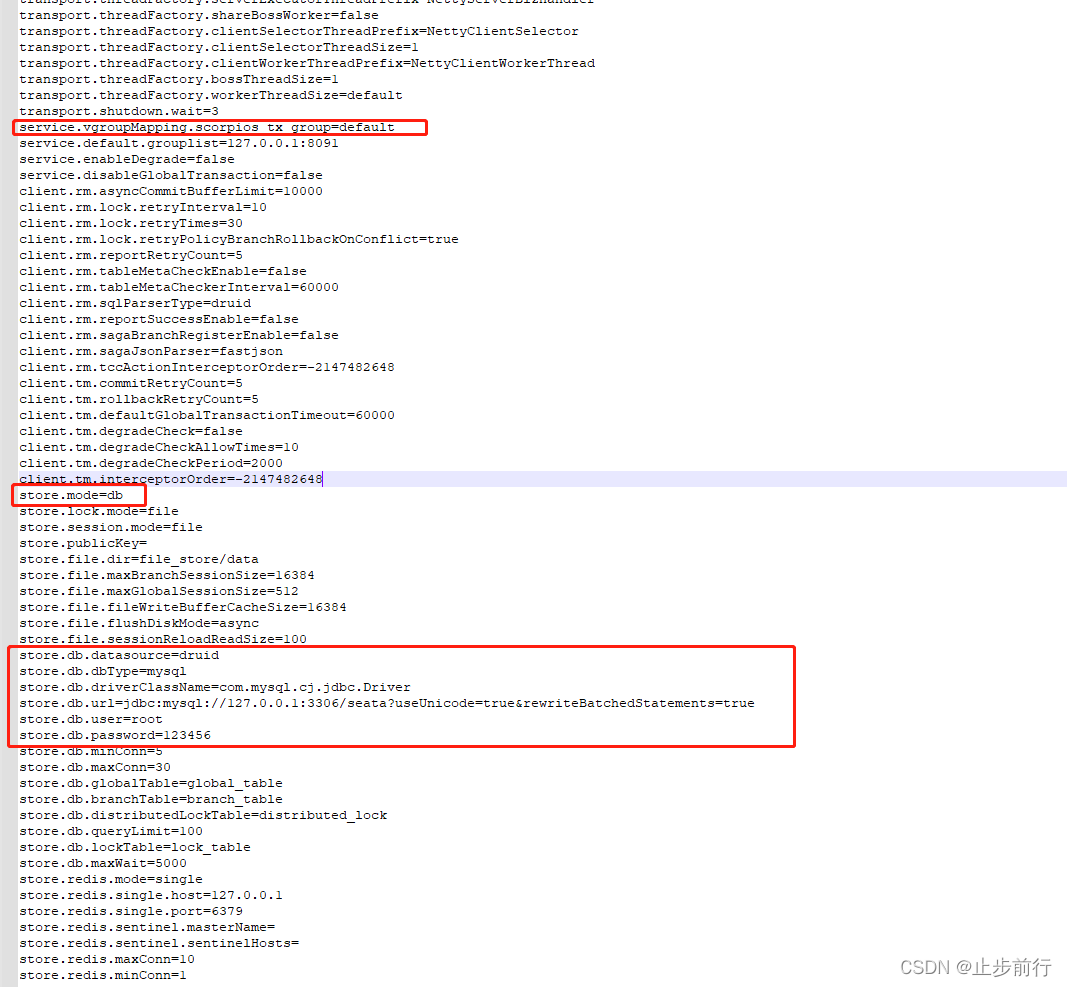 transport.threadFactory.serverExecutorThreadPrefix=NettyServerBizHandler
transport.threadFactory.shareBossWorker=false
transport.threadFactory.clientSelectorThreadPrefix=NettyClientSelector
transport.threadFactory.clientSelectorThreadSize=1
transport.threadFactory.clientWorkerThreadPrefix=NettyClientWorkerThread
transport.threadFactory.bossThreadSize=1
transport.threadFactory.workerThreadSize=default
transport.shutdown.wait=3
service.vgroupMapping.scorpios_tx_group=default
service.default.grouplist=127.0.0.1:8091
service.enableDegrade=false
service.disableGlobalTransaction=false
client.rm.asyncCommitBufferLimit=10000
client.rm.lock.retryInterval=10
client.rm.lock.retryTimes=30
client.rm.lock.retryPolicyBranchRollbackOnConflict=true
client.rm.reportRetryCount=5
client.rm.tableMetaCheckEnable=false
client.rm.tableMetaCheckerInterval=60000
client.rm.sqlParserType=druid
client.rm.reportSuccessEnable=false
client.rm.sagaBranchRegisterEnable=false
client.rm.sagaJsonParser=fastjson
client.rm.tccActionInterceptorOrder=-2147482648
client.tm.commitRetryCount=5
client.tm.rollbackRetryCount=5
client.tm.defaultGlobalTransactionTimeout=60000
client.tm.degradeCheck=false
client.tm.degradeCheckAllowTimes=10
client.tm.degradeCheckPeriod=2000
client.tm.interceptorOrder=-2147482648
store.mode=db
store.lock.mode=file
store.session.mode=file
store.publicKey=
store.file.dir=file_store/data
store.file.maxBranchSessionSize=16384
store.file.maxGlobalSessionSize=512
store.file.fileWriteBufferCacheSize=16384
store.file.flushDiskMode=async
store.file.sessionReloadReadSize=100
store.db.datasource=druid
store.db.dbType=mysql
store.db.driverClassName=com.mysql.cj.jdbc.Driver
store.db.url=jdbc:mysql://127.0.0.1:3306/seata?useUnicode=true&rewriteBatchedStatements=true
store.db.user=root
store.db.password=123456
store.db.minConn=5
store.db.maxConn=30
store.db.globalTable=global_table
store.db.branchTable=branch_table
store.db.distributedLockTable=distributed_lock
store.db.queryLimit=100
store.db.lockTable=lock_table
store.db.maxWait=5000
store.redis.mode=single
store.redis.single.host=127.0.0.1
store.redis.single.port=6379
store.redis.sentinel.masterName=
store.redis.sentinel.sentinelHosts=
store.redis.maxConn=10
store.redis.minConn=1
CSDN @止步前行